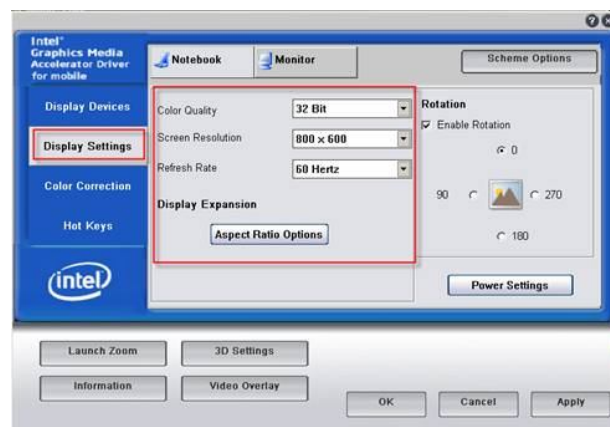 Intel®
Graphics Media
Accelerator Driver
for mobile
Notebook
Monitor
Scheme Options
Display Devices
Display Settings
Color Correction
Hot Keys
intel
Color Quality
32 Bit
Screen Resolution
800 x 600
Refresh Rate
60 Hertz
Display Expansion
Aspect Ratio Options
Rotation
Enable Rotation
0
90
270
180
Power Settings
Launch Zoom
3D Settings
Information
Video Overlay
OK
Cancel
Apply